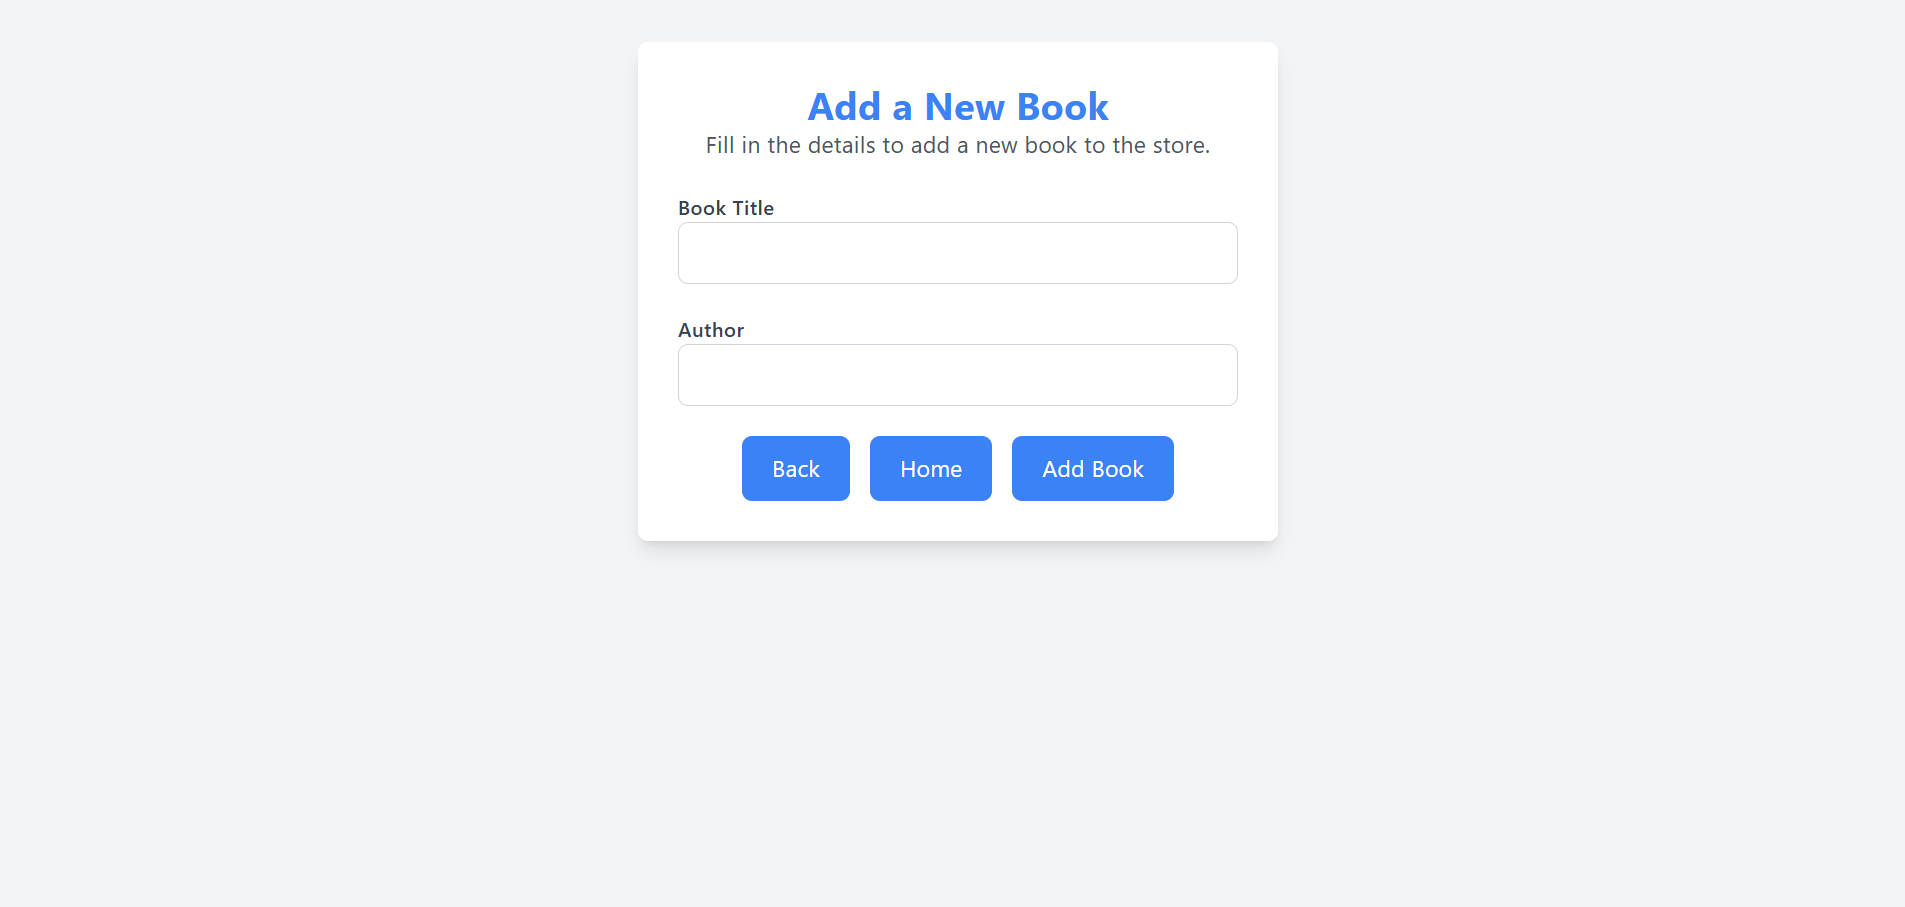 Add a New Book
Fill in the details to add a new book to the store.
Book Title
Author
Back Home Add Book